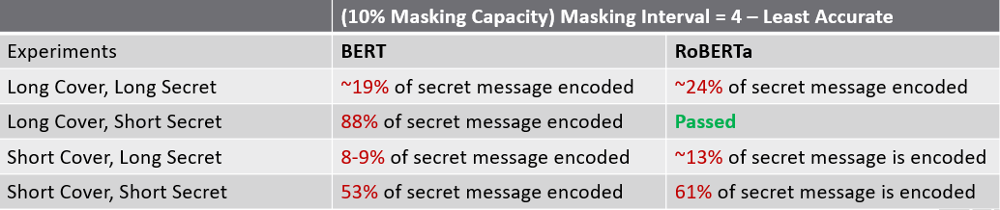 (10% Masking Capacity) Masking Interval = 4 – Least Accurate
Experiments BERT RoBERTa
Long Cover, Long Secret ~19% of secret message encoded ~24% of secret message encoded
Long Cover, Short Secret 88% of secret message encoded Passed
Short Cover, Long Secret 8-9% of secret message encoded ~13% of secret message is encoded
Short Cover, Short Secret 53% of secret message encoded 61% of secret message is encoded